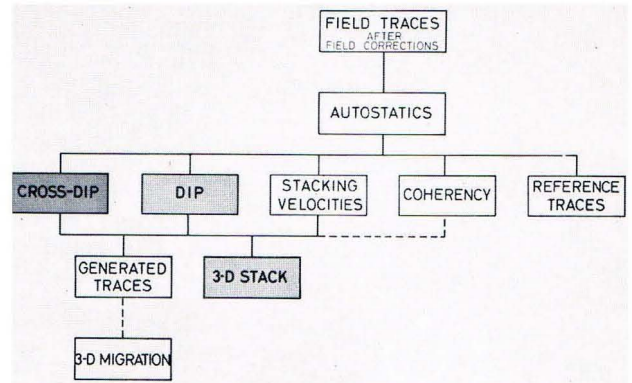 FIELD TRACES
AFTER
FIELD CORRECTIONS
AUTOSTATICS
CROSS-DIP
DIP
STACKING
VELOCITIES
COHERENCY
REFERENCE
TRACES
GENERATED
TRACES
3-D STACK
3-D MIGRATION